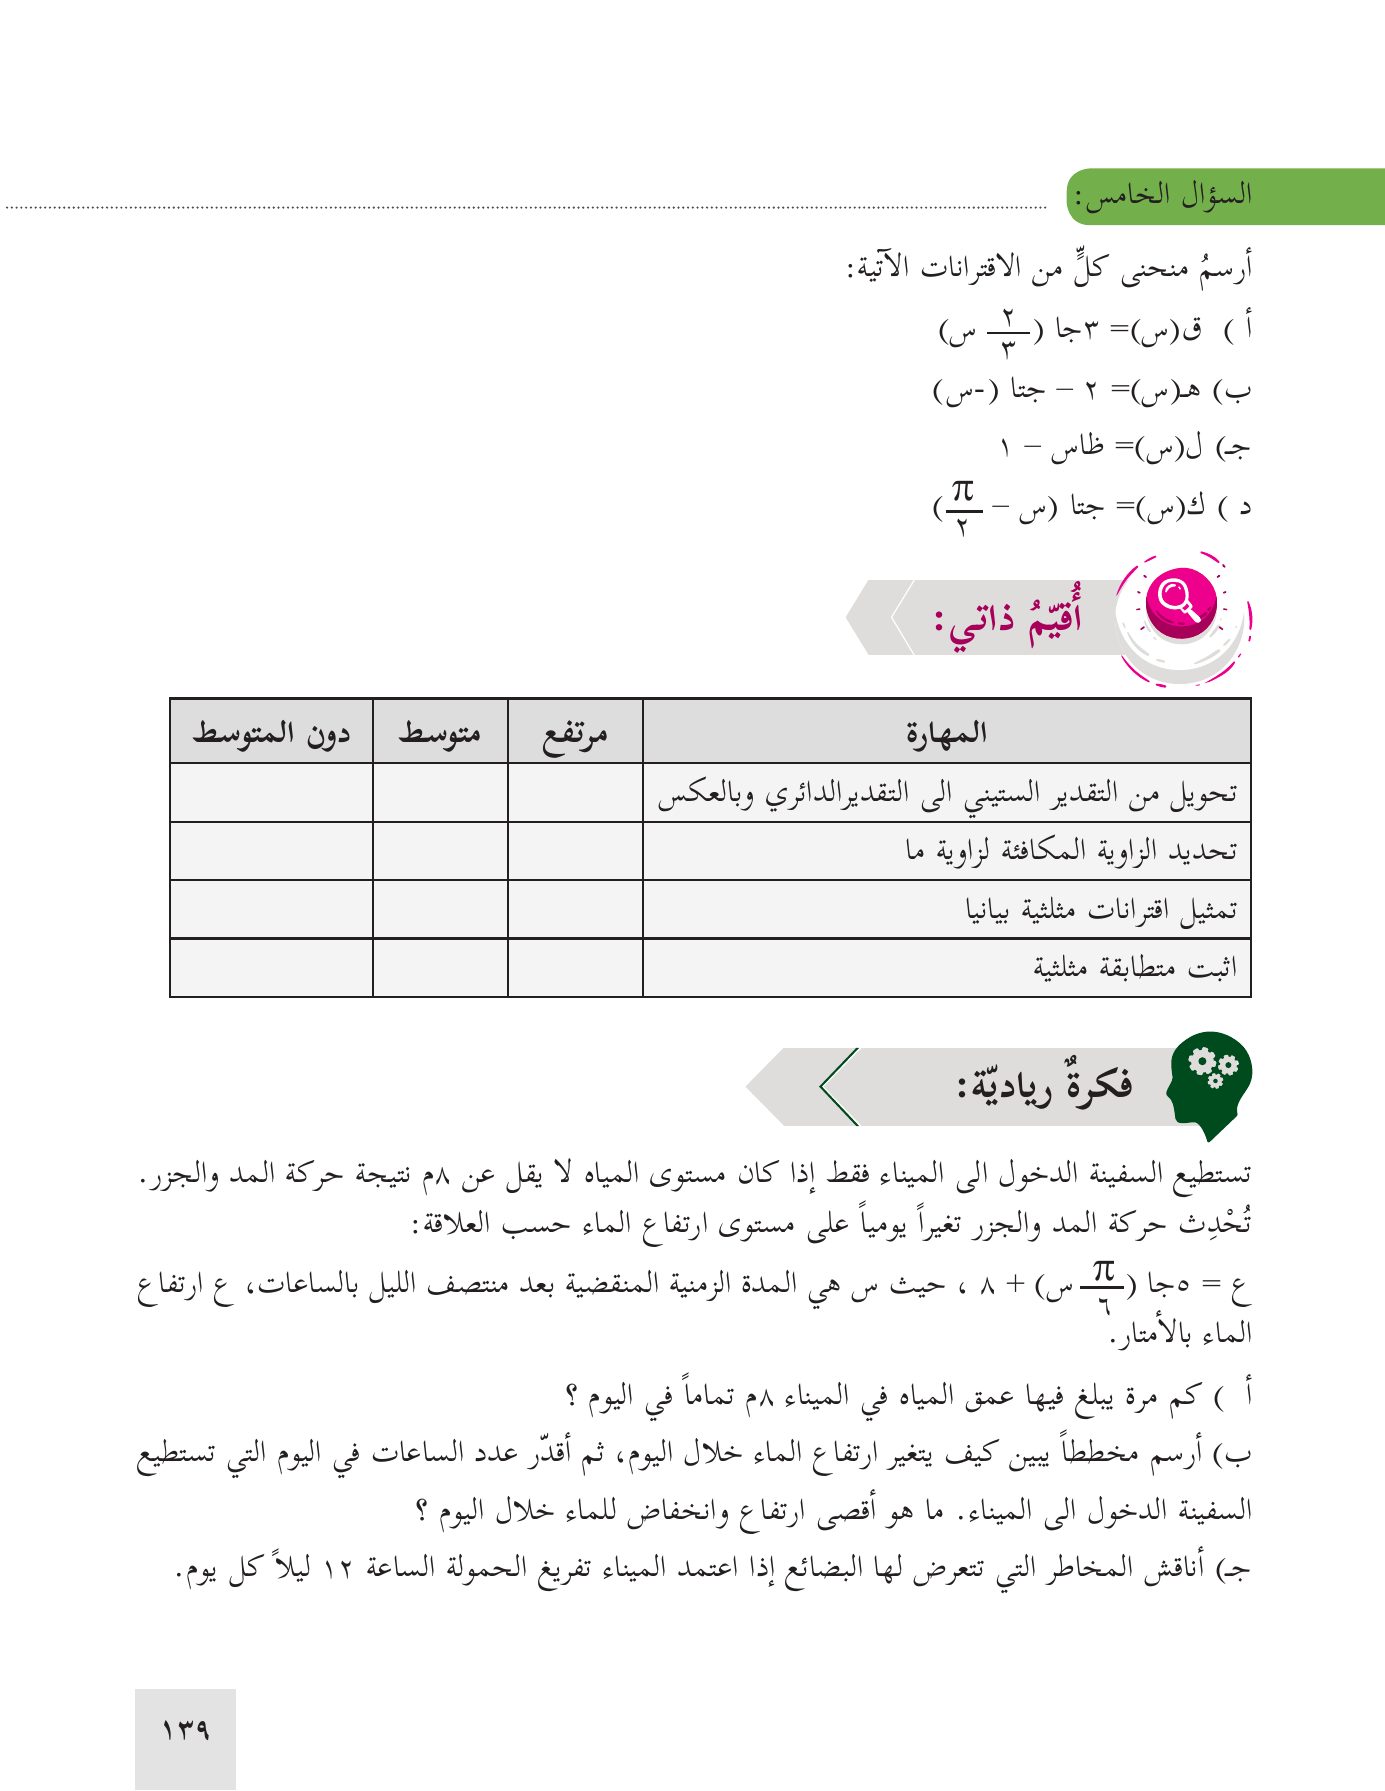 السؤال الخامس:
أرسمُ منحنى كلٍّ من الاقترانات الآتية:
أ ) ق(س)= ٣جا (٢/٣ س)
ب) هـ(س)= ٢ – جتا (-س)
جـ) ل(س)= ظاس – ١
د ) ك(س)= جتا (س – π/٢)
أُقيّمُ ذاتي:
المهارة مرتفع متوسط دون المتوسط
تحويل من التقدير الستيني الى التقديرالدائري وبالعكس
تحديد الزاوية المكافئة لزاوية ما
تمثيل اقترانات مثلثية بيانيا
اثبت متطابقة مثلثية
فكرةٌ رياديّة:
تستطيع السفينة الدخول الى الميناء فقط إذا كان مستوى المياه لا يقل عن ٨م نتيجة حركة المد والجزر.
تُحْدِث حركة المد والجزر تغيراً يومياً على مستوى ارتفاع الماء حسب العلاقة:
ع = ٥جا (π/٦ س) + ٨ ، حيث س هي المدة الزمنية المنقضية بعد منتصف الليل بالساعات، ع ارتفاع
الماء بالأمتار.
أ ) كم مرة يبلغ فيها عمق المياه في الميناء ٨م تماماً في اليوم ؟
ب) أرسم مخططاً يبين كيف يتغير ارتفاع الماء خلال اليوم، ثم أقدّر عدد الساعات في اليوم التي تستطيع
السفينة الدخول الى الميناء. ما هو أقصى ارتفاع وانخفاض للماء خلال اليوم ؟
جـ) أناقش المخاطر التي تتعرض لها البضائع إذا اعتمد الميناء تفريغ الحمولة الساعة ١٢ ليلاً كل يوم.
١٣٩